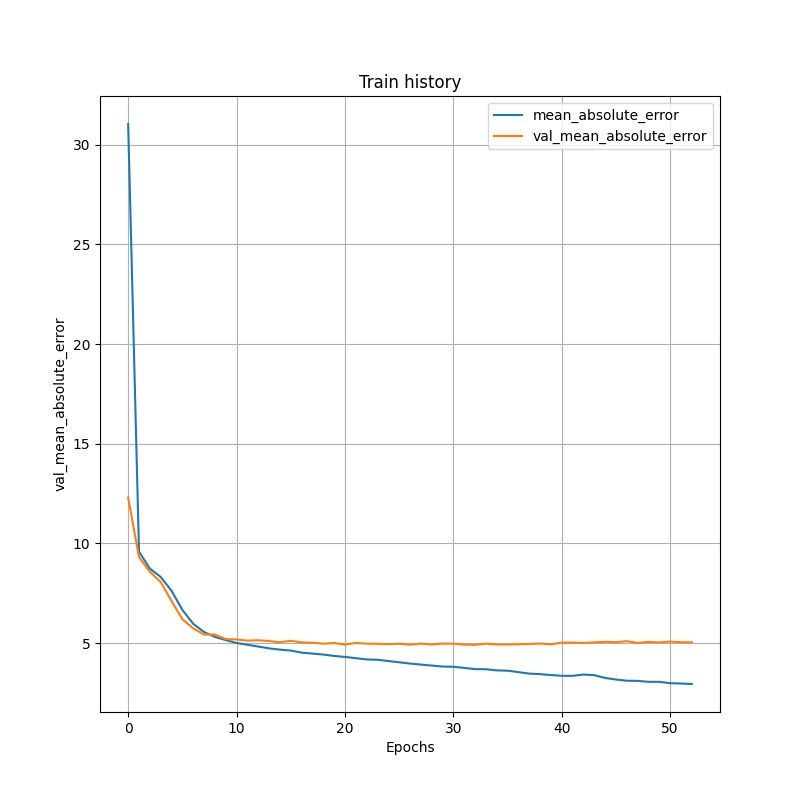 Train history
mean_absolute_error
val_mean_absolute_error
30
25
20
15
10
5
val_mean_absolute_error
0 10 20 30 40 50
Epochs